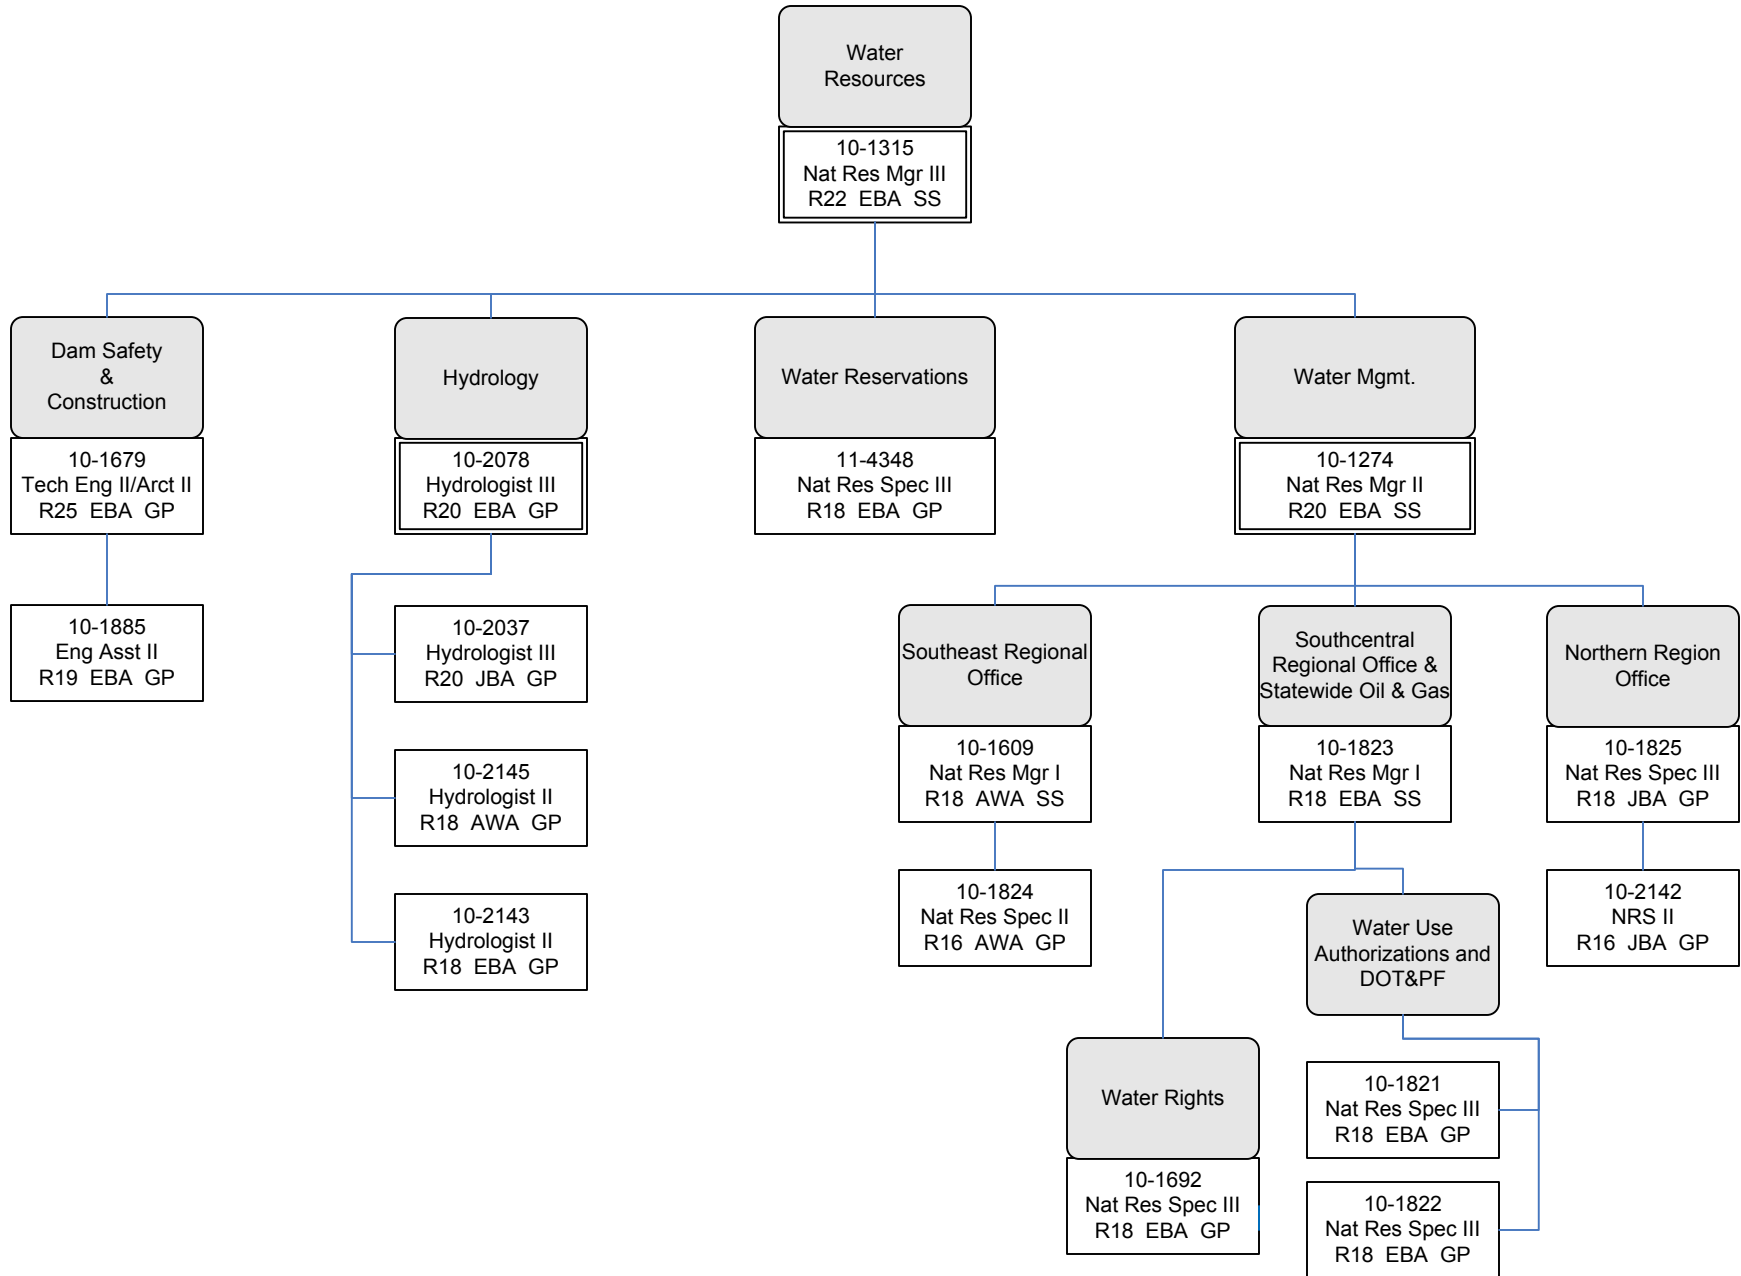 Water
Resources
10-1315
Nat Res Mgr III
R22 EBA SS
Dam Safety
&
Construction
10-1679
Tech Eng II/Arct II
R25 EBA GP
10-1885
Eng Asst II
R19 EBA GP
Hydrology
10-2078
Hydrologist III
R20 EBA GP
10-2037
Hydrologist III
R20 JBA GP
10-2145
Hydrologist II
R18 AWA GP
10-2143
Hydrologist II
R18 EBA GP
Water Reservations
11-4348
Nat Res Spec III
R18 EBA GP
Water Mgmt.
10-1274
Nat Res Mgr II
R20 EBA SS
Southeast Regional
Office
10-1609
Nat Res Mgr I
R18 AWA SS
10-1824
Nat Res Spec II
R16 AWA GP
Southcentral
Regional Office &
Statewide Oil & Gas
10-1823
Nat Res Mgr I
R18 EBA SS
Water Rights
10-1692
Nat Res Spec III
R18 EBA GP
Water Use
Authorizations and
DOT&PF
10-1821
Nat Res Spec III
R18 EBA GP
10-1822
Nat Res Spec III
R18 EBA GP
Northern Region
Office
10-1825
Nat Res Spec III
R18 JBA GP
10-2142
NRS II
R16 JBA GP